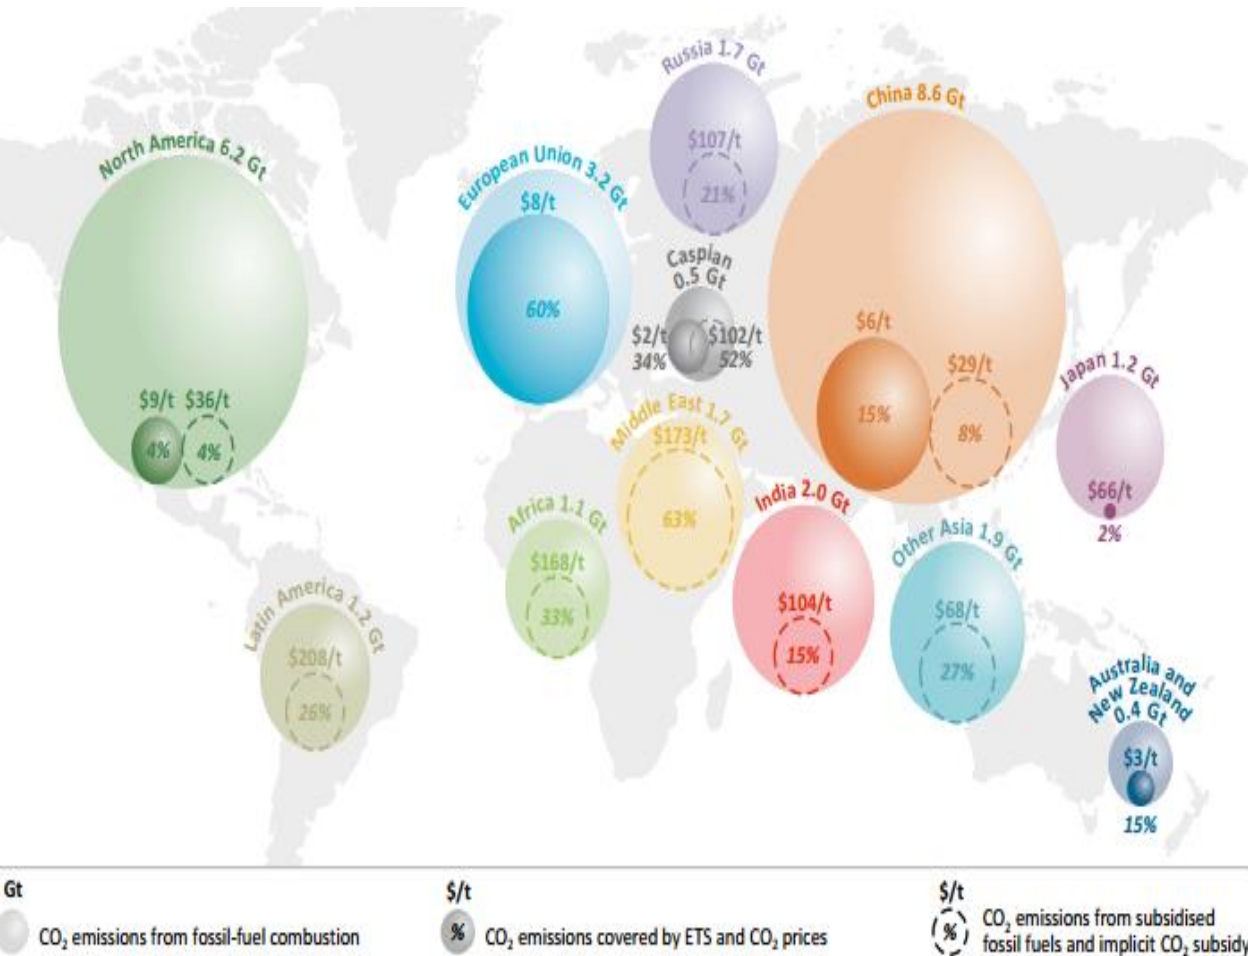 Russia 1.7 Gt
$107/t
21%
China 8.6 Gt
$6/t
15%
$29/t
8%
North America 6.2 Gt
$9/t
4%
$36/t
4%
European Union 3.2 Gt
$8/t
60%
Caspian
0.5 Gt
$2/t
34%
$102/t
52%
Japan 1.2 Gt
$66/t
2%
Middle East 1.7 Gt
$173/t
63%
India 2.0 Gt
$104/t
15%
Africa 1.1 Gt
$168/t
33%
Other Asia 1.9 Gt
$68/t
27%
Latin America 1.2 Gt
$208/t
26%
Australia and
New Zealand
0.4 Gt
$3/t
15%
Gt
CO₂ emissions from fossil-fuel combustion
$/t
%
CO₂ emissions covered by ETS and CO₂ prices
$/t
%
CO₂ emissions from subsidised
fossil fuels and implicit CO₂ subsidy